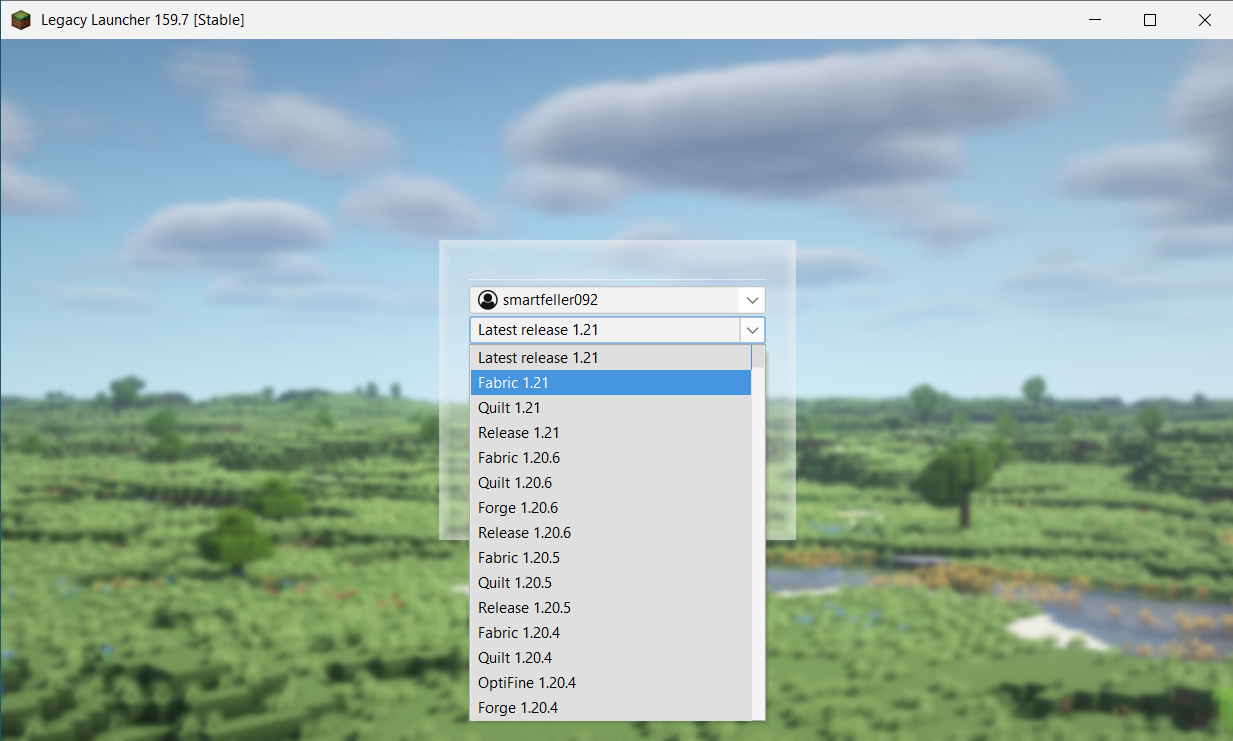 Legacy Launcher 159.7 [Stable]
smartfeller092
Latest release 1.21
Latest release 1.21
Fabric 1.21
Quilt 1.21
Release 1.21
Fabric 1.20.6
Quilt 1.20.6
Forge 1.20.6
Release 1.20.6
Fabric 1.20.5
Quilt 1.20.5
Release 1.20.5
Fabric 1.20.4
Quilt 1.20.4
OptiFine 1.20.4
Forge 1.20.4